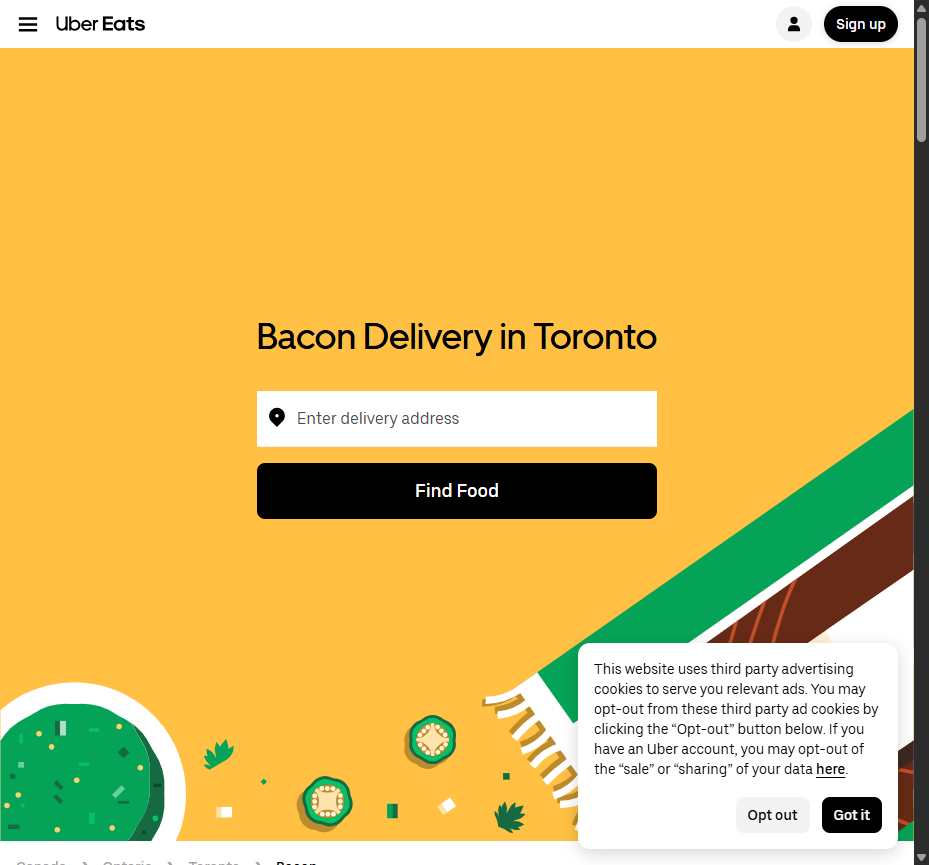 Uber Eats
Sign up
Bacon Delivery in Toronto
Enter delivery address
Find Food
This website uses third party advertising
cookies to serve you relevant ads. You may
opt-out from these third party ad cookies by
clicking the “Opt-out” button below. If you
have an Uber account, you may opt-out of
the “sale” or “sharing” of your data here.
Opt out
Got it
Canada > Ontario > Toronto > Bacon